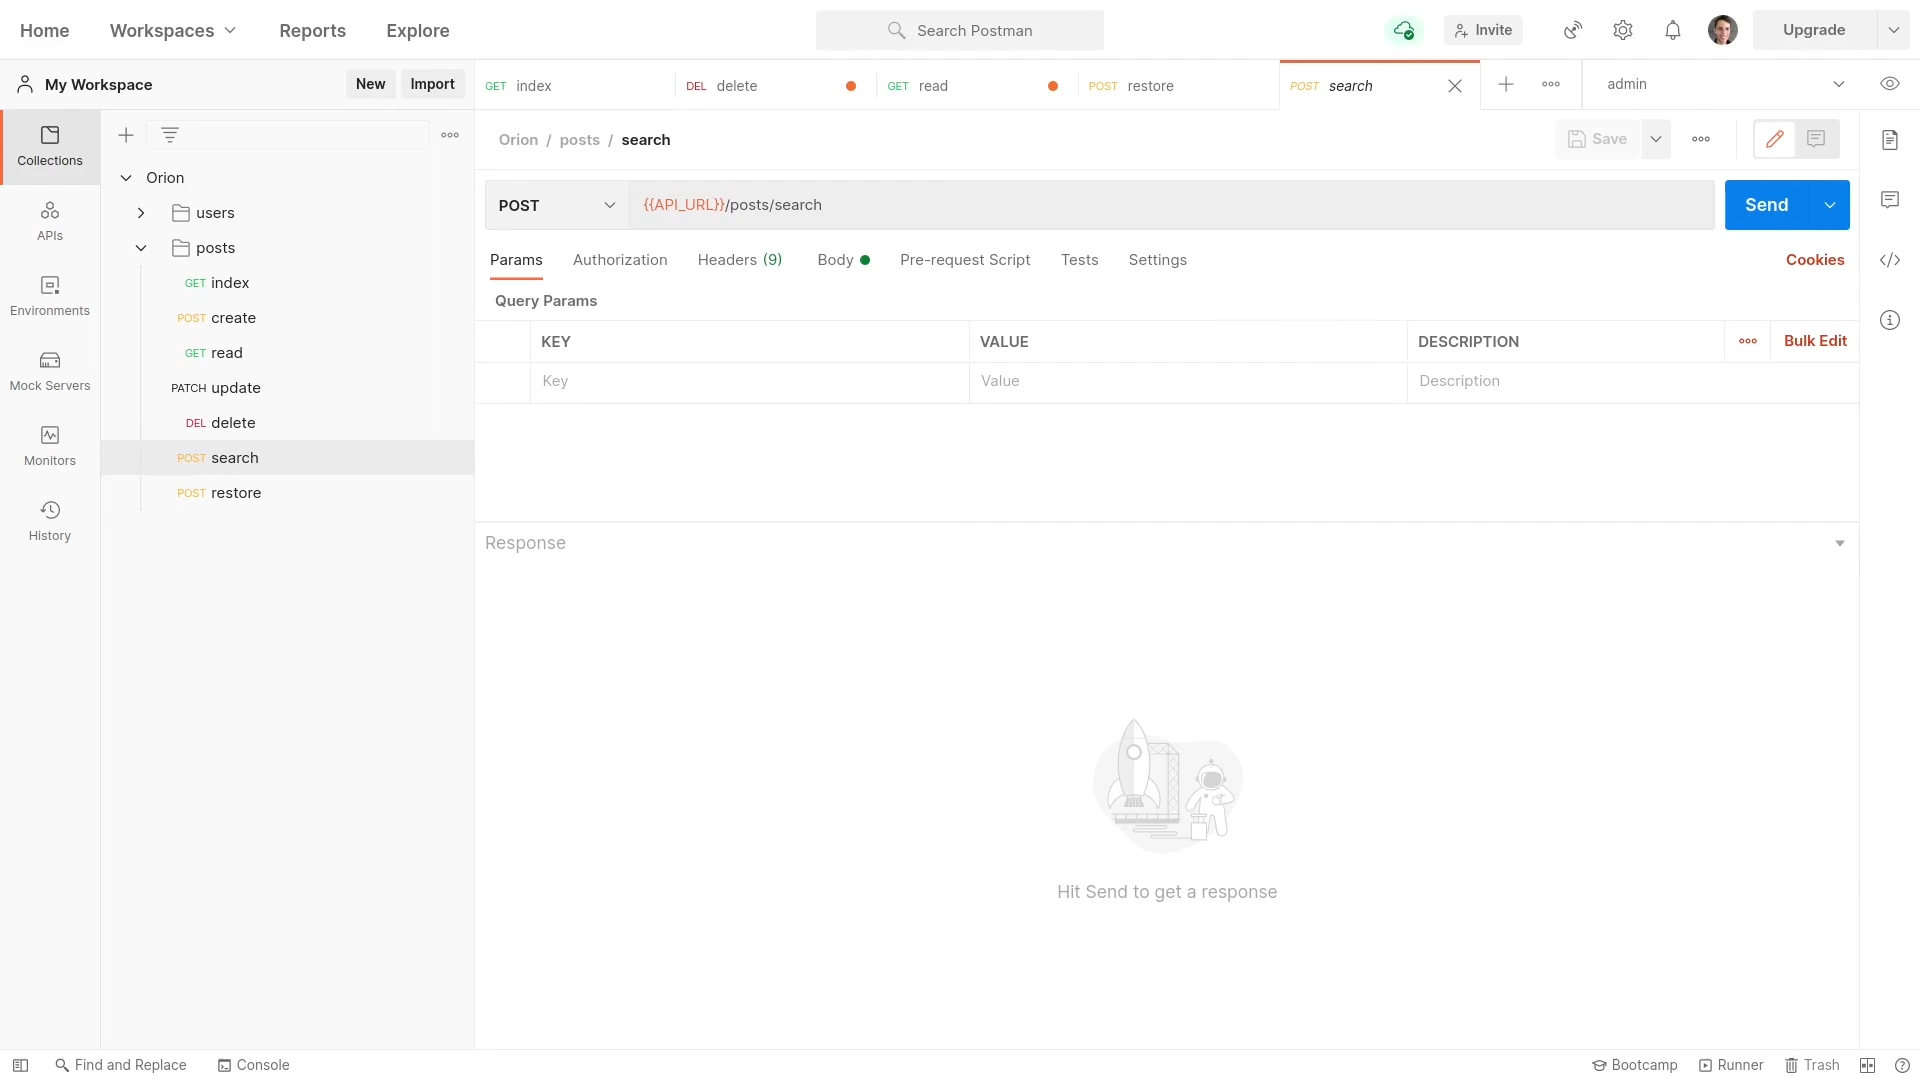 Home Workspaces Reports Explore Search Postman Invite Upgrade
My Workspace New Import
GET index DEL delete GET read POST restore POST search admin
Collections
APIs
Environments
Mock Servers
Monitors
History
Orion
users
posts
GET index
POST create
GET read
PATCH update
DEL delete
POST search
POST restore
Orion / posts / search Save
POST {{API_URL}}/posts/search Send
Params Authorization Headers (9) Body Pre-request Script Tests Settings Cookies
Query Params
KEY VALUE DESCRIPTION Bulk Edit
Key Value Description
Response
Hit Send to get a response
Find and Replace Console Bootcamp Runner Trash